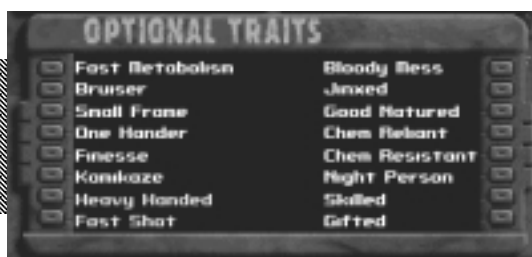 OPTIONAL TRAITS
Fast Metabolism
Bruiser
Small Frame
One Hander
Finesse
Kamikaze
Heavy Handed
Fast Shot
Bloody Mess
Jinxed
Good Natured
Chem Reliant
Chem Resistant
Night Person
Skilled
Gifted